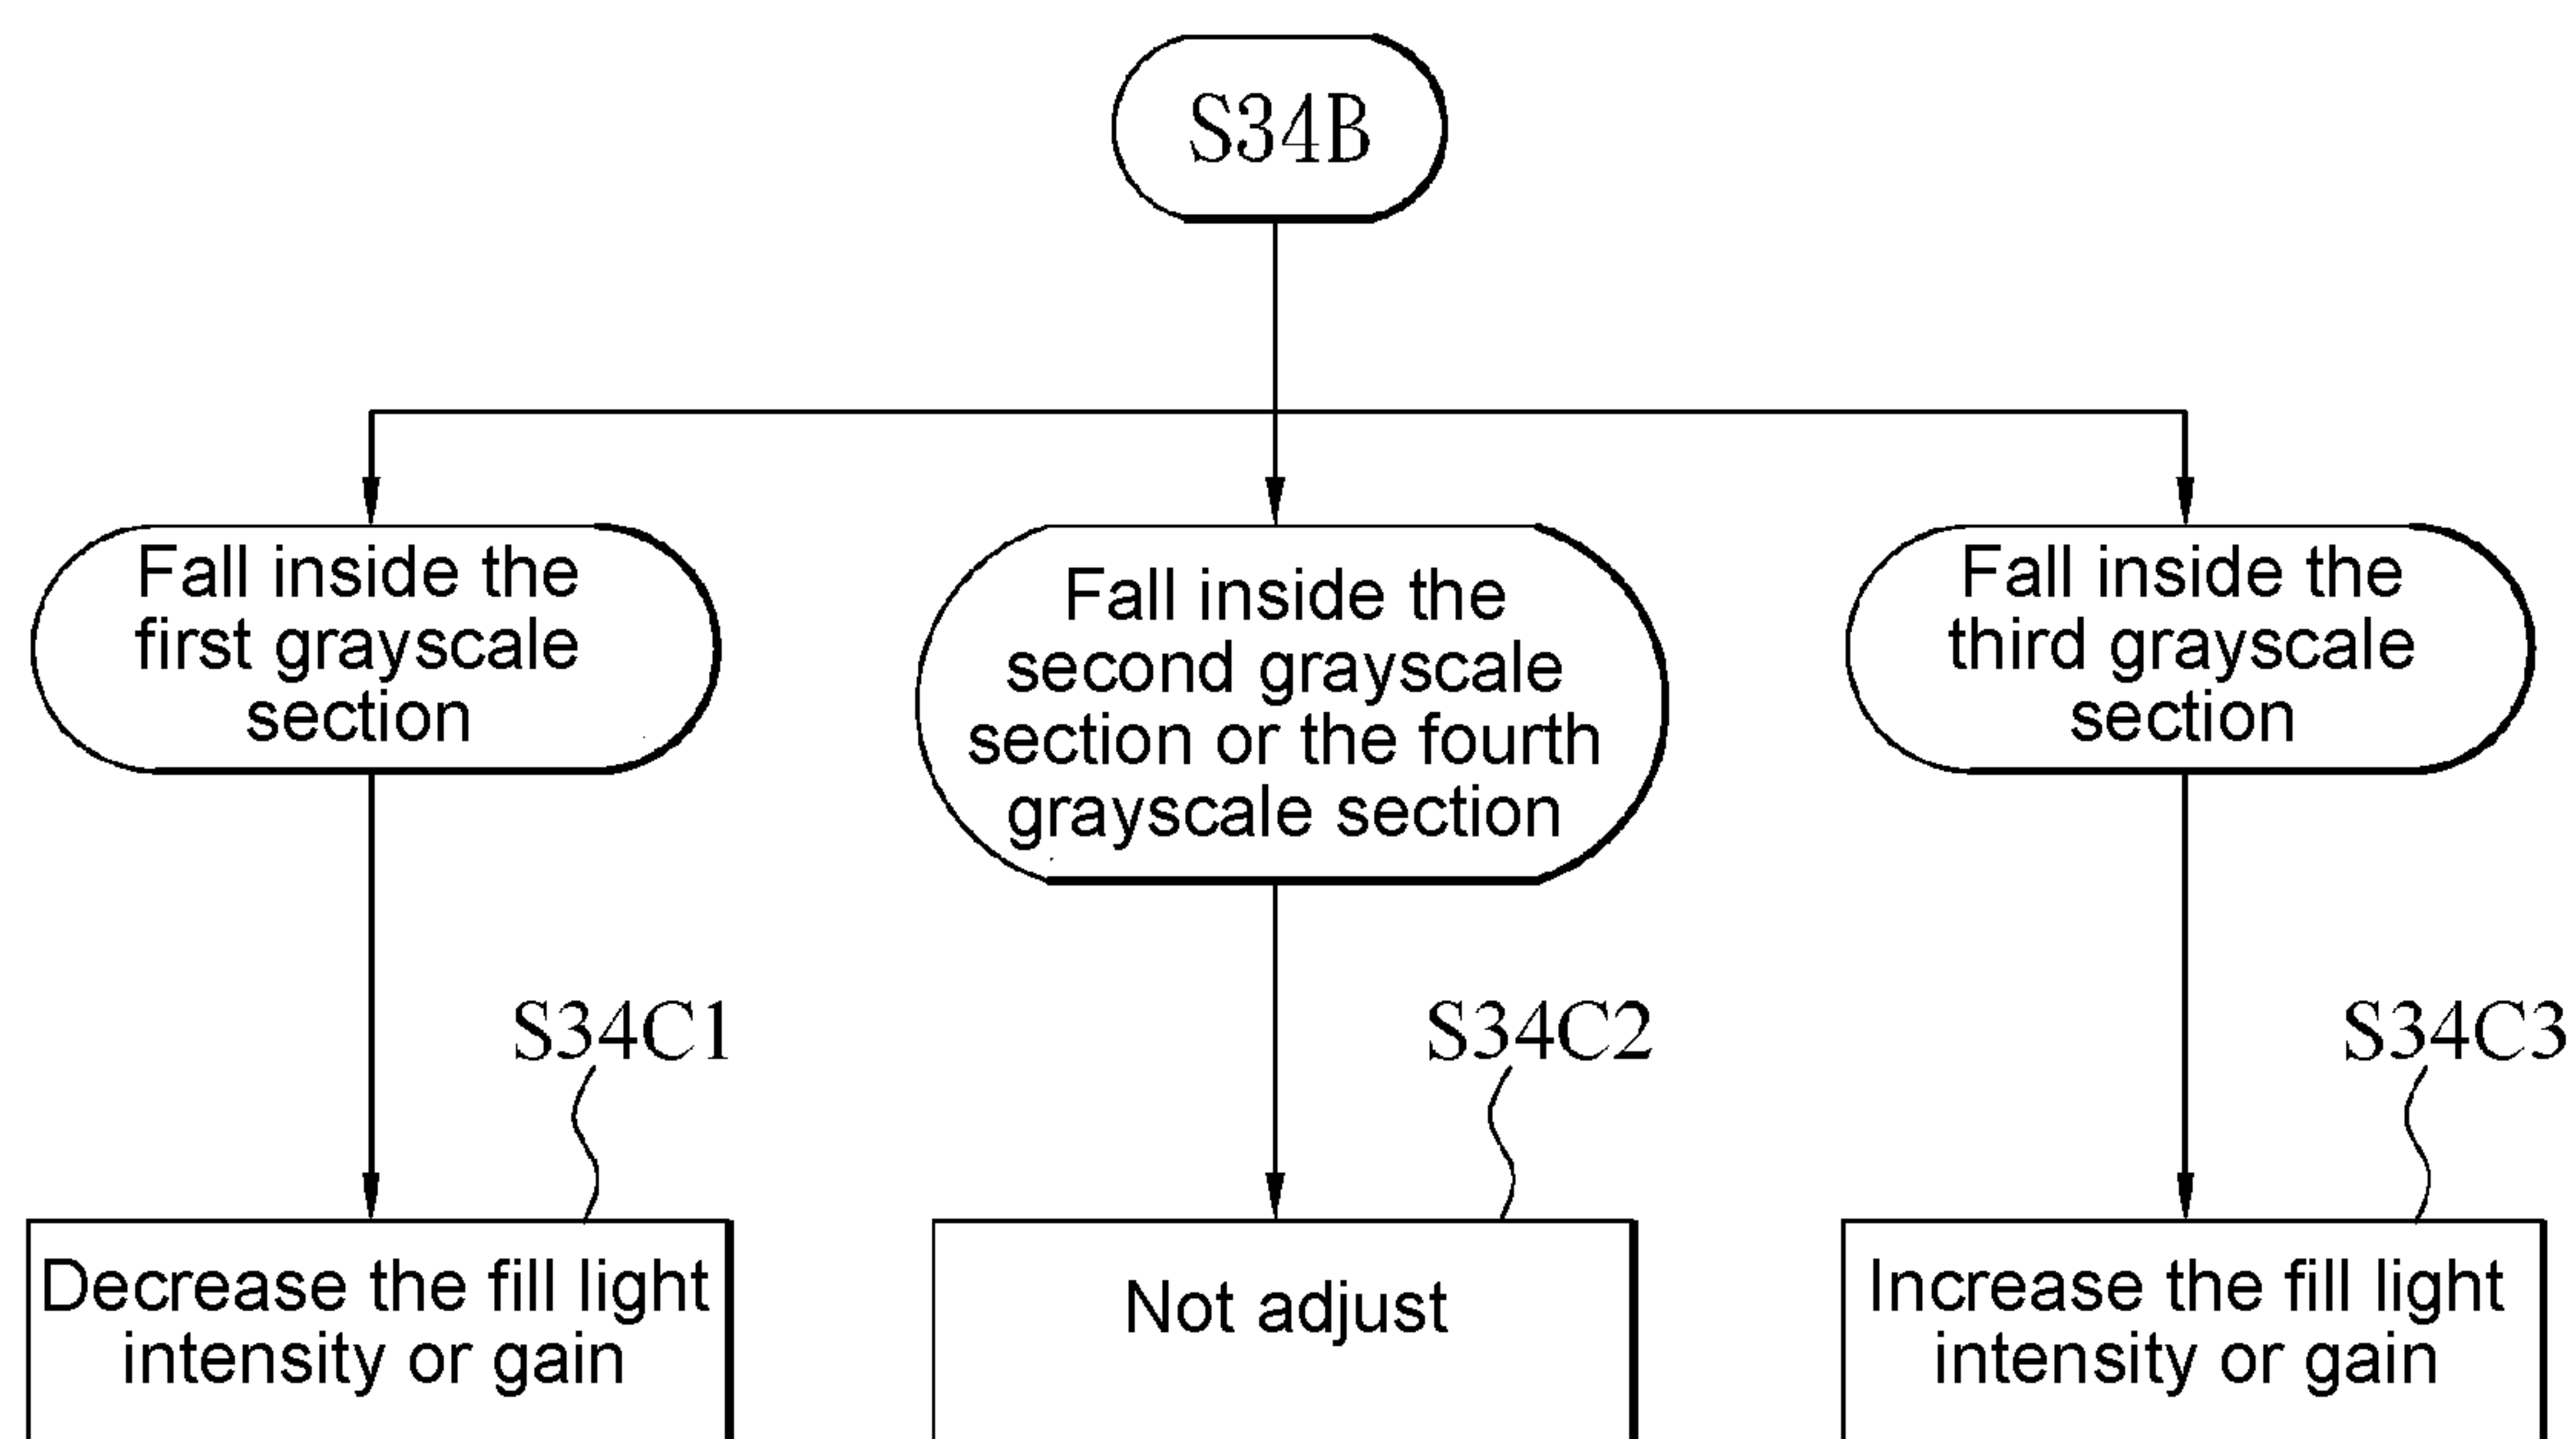 S34B
Fall inside the
first grayscale
section
Fall inside the
second grayscale
section or the fourth
grayscale section
Fall inside the
third grayscale
section
S34C1
S34C2
S34C3
Decrease the fill light
intensity or gain
Not adjust
Increase the fill light
intensity or gain